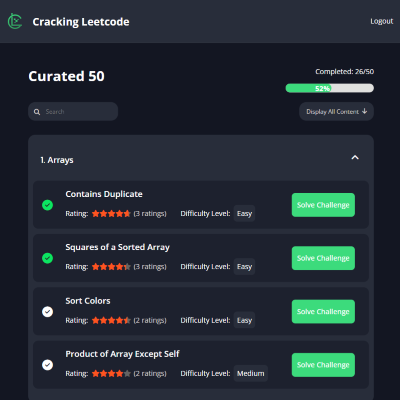 Cracking Leetcode
Logout
Curated 50
Completed: 26/50
52%
Search
Display All Content ↓
1. Arrays
Contains Duplicate
Rating: (3 ratings) Difficulty Level: Easy
Solve Challenge
Squares of a Sorted Array
Rating: (3 ratings) Difficulty Level: Easy
Solve Challenge
Sort Colors
Rating: (2 ratings) Difficulty Level: Easy
Solve Challenge
Product of Array Except Self
Rating: (2 ratings) Difficulty Level: Medium
Solve Challenge